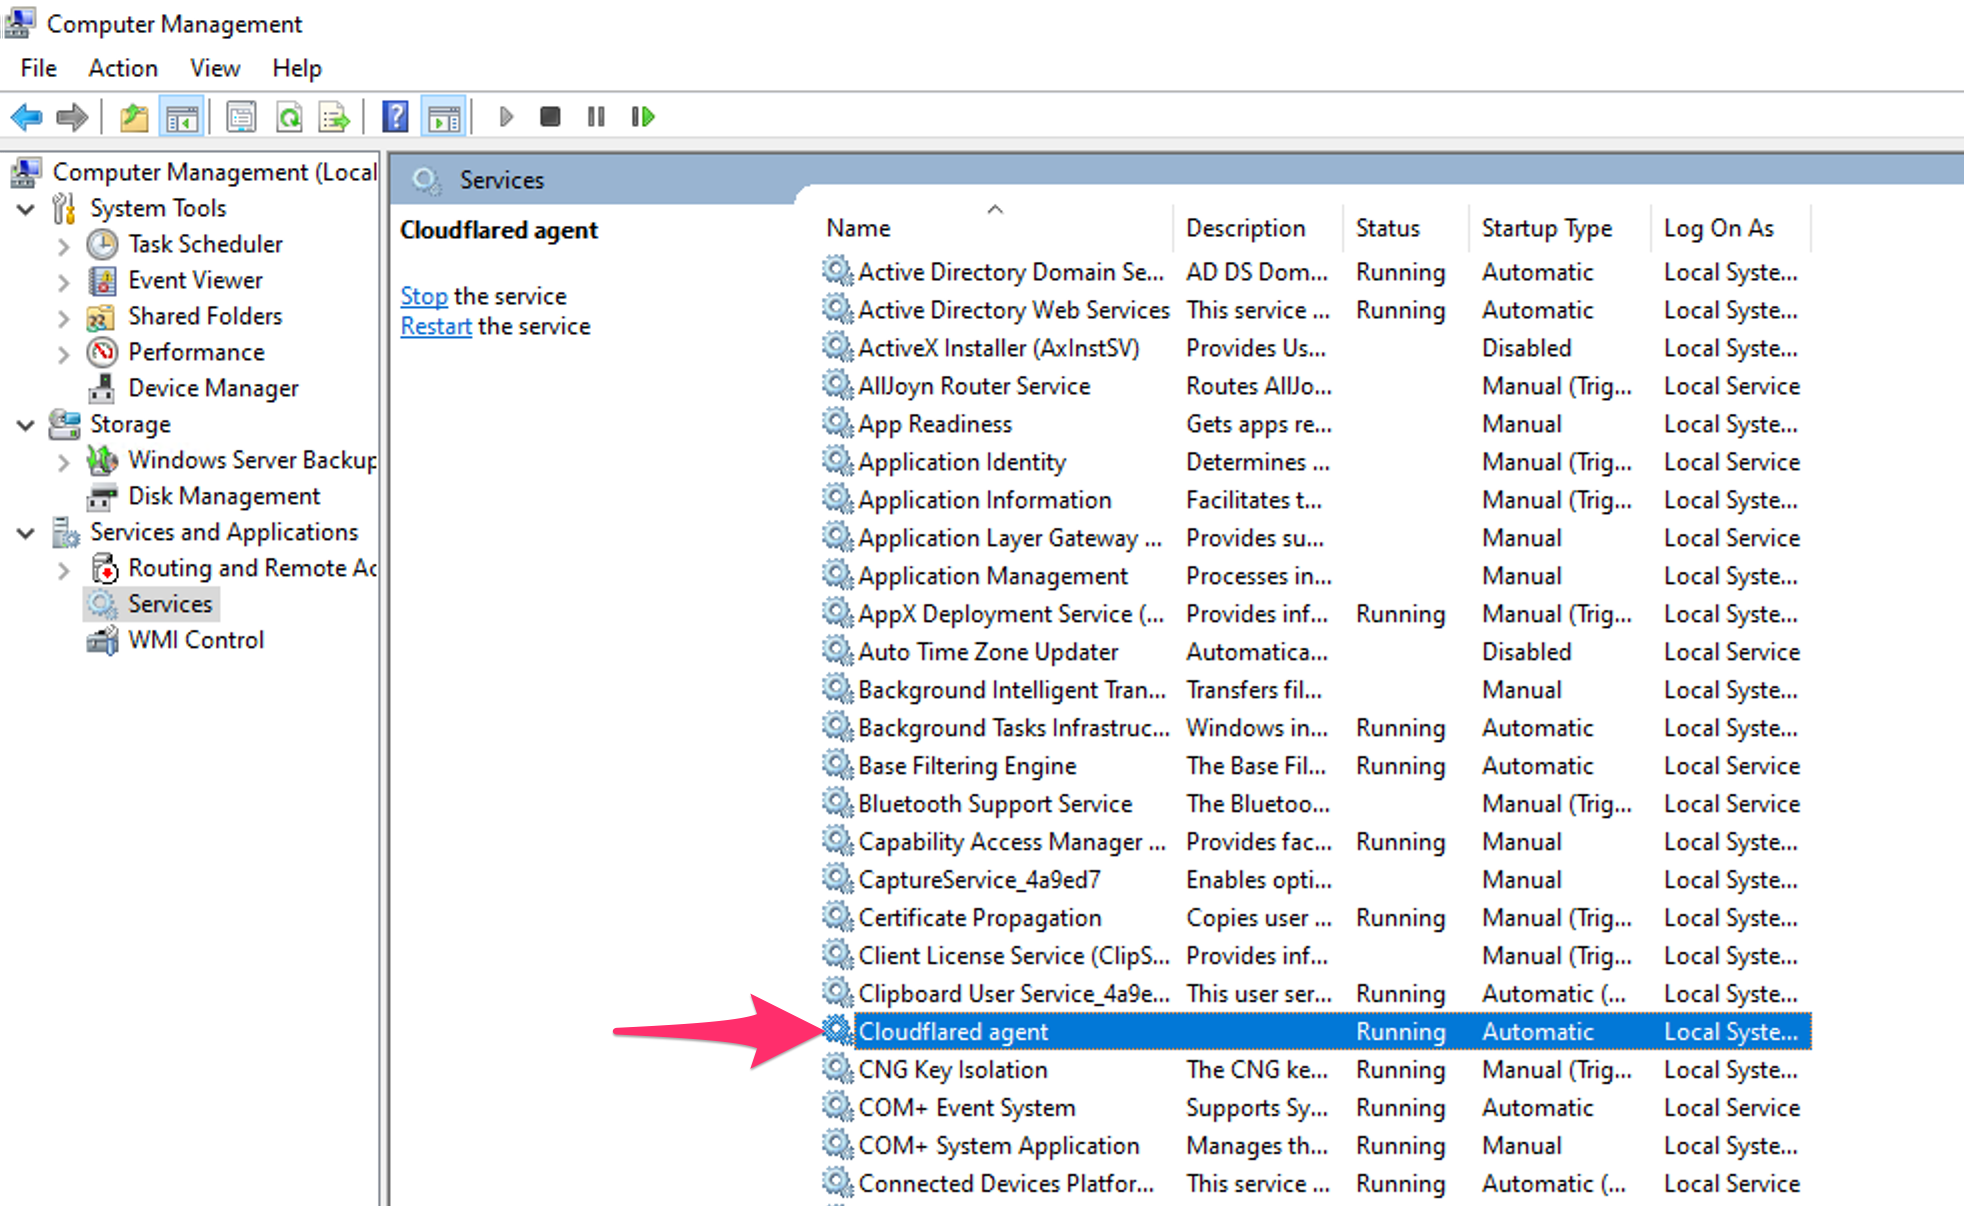 Computer Management
File Action View Help
Computer Management (Local
System Tools
Task Scheduler
Event Viewer
Shared Folders
Performance
Device Manager
Storage
Windows Server Backup
Disk Management
Services and Applications
Routing and Remote Ac
Services
WMI Control
Services
Cloudflared agent
Stop the service
Restart the service
Name Description Status Startup Type Log On As
Active Directory Domain Se... AD DS Dom... Running Automatic Local Syste...
Active Directory Web Services This service ... Running Automatic Local Syste...
ActiveX Installer (AxInstSV) Provides Us... Disabled Local Syste...
AllJoyn Router Service Routes AllJo... Manual (Trig... Local Service
App Readiness Gets apps re... Manual Local Syste...
Application Identity Determines ... Manual (Trig... Local Service
Application Information Facilitates t... Manual (Trig... Local Syste...
Application Layer Gateway ... Provides su... Manual Local Service
Application Management Processes in... Manual Local Syste...
AppX Deployment Service (... Provides inf... Running Manual (Trig... Local Syste...
Auto Time Zone Updater Automatica... Disabled Local Service
Background Intelligent Tran... Transfers fil... Manual Local Syste...
Background Tasks Infrastruc... Windows in... Running Automatic Local Syste...
Base Filtering Engine The Base Fil... Running Automatic Local Service
Bluetooth Support Service The Bluetoo... Manual (Trig... Local Service
Capability Access Manager ... Provides fac... Running Manual Local Syste...
CaptureService_4a9ed7 Enables opti... Manual Local Syste...
Certificate Propagation Copies user ... Running Manual (Trig... Local Syste...
Client License Service (ClipS... Provides inf... Manual (Trig... Local Syste...
Clipboard User Service_4a9e... This user ser... Running Automatic (... Local Syste...
Cloudflared agent Running Automatic Local Syste...
CNG Key Isolation The CNG ke... Running Manual (Trig... Local Syste...
COM+ Event System Supports Sy... Running Automatic Local Service
COM+ System Application Manages th... Running Manual Local Syste...
Connected Devices Platfor... This service ... Running Automatic (... Local Service